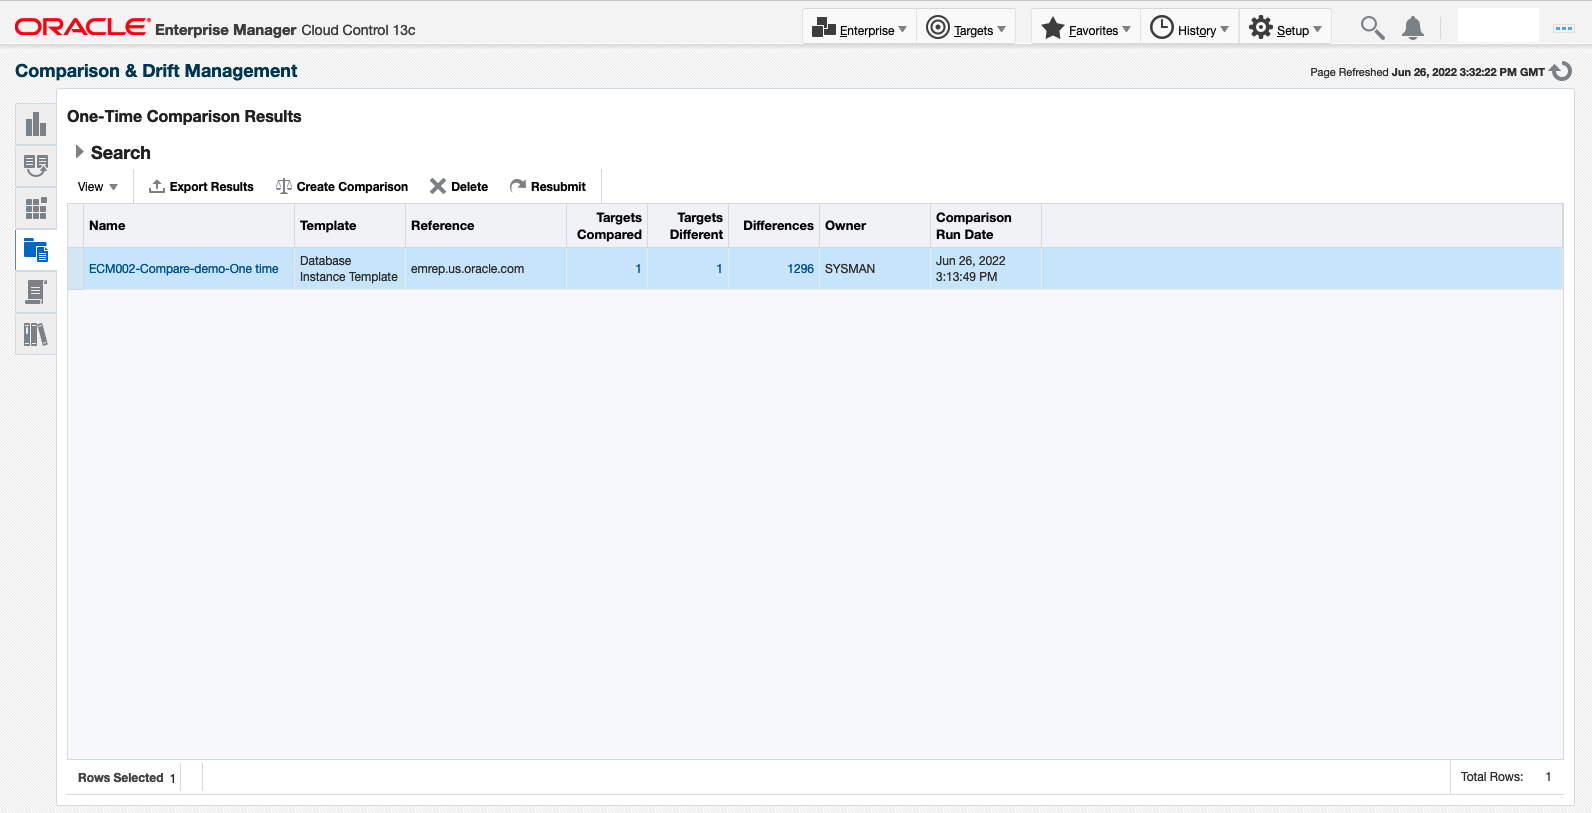 ORACLE Enterprise Manager Cloud Control 13c
Enterprise Targets Favorites History Setup
Comparison & Drift Management
Page Refreshed Jun 26, 2022 3:32:22 PM GMT
One-Time Comparison Results
Search
View Export Results Create Comparison Delete Resubmit
Name Template Reference Targets Compared Targets Different Differences Owner Comparison Run Date
ECM002-Compare-demo-One time Database Instance Template emrep.us.oracle.com 1 1 1296 SYSMAN Jun 26, 2022 3:13:49 PM
Rows Selected 1
Total Rows: 1